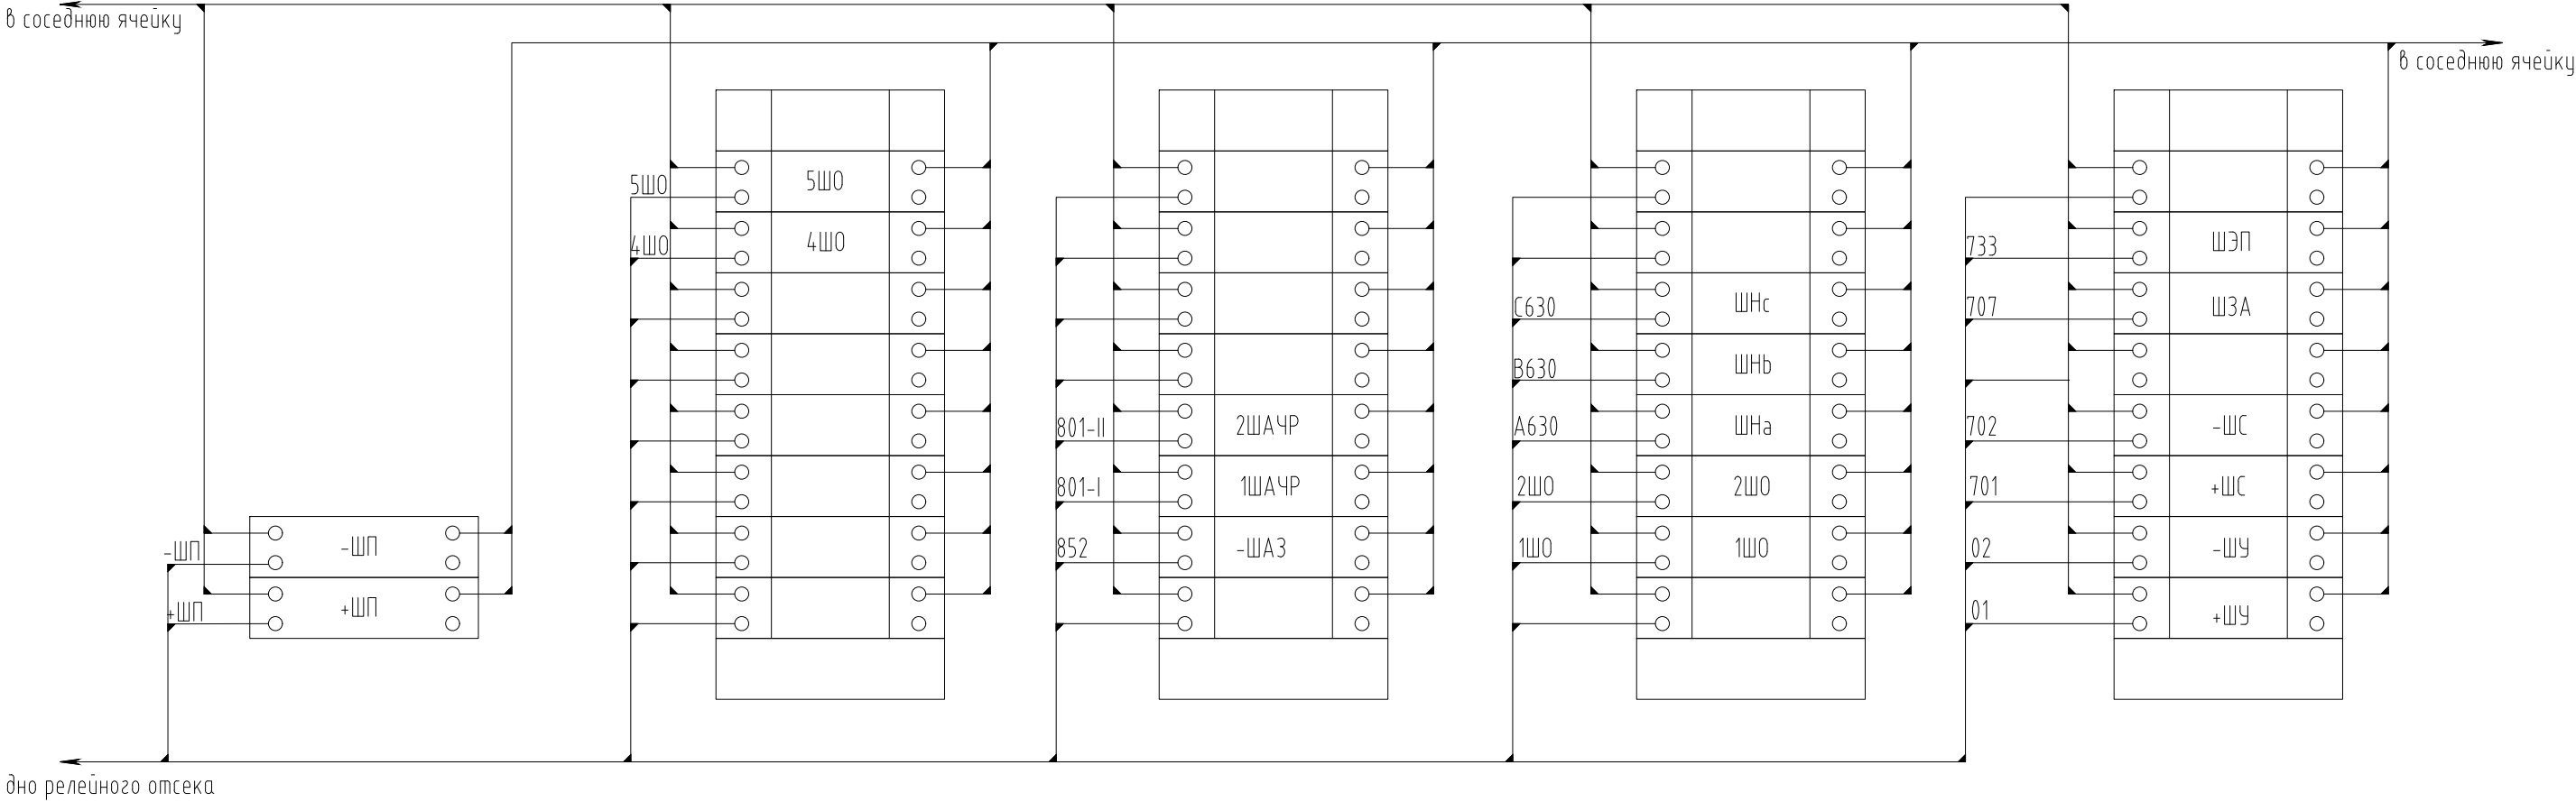 в соседнюю ячейку
в соседнюю ячейку
-ШП
-ШП
+ШП
+ШП
5ШО
5ШО
4ШО
4ШО
801-II
2ШАЧР
801-I
1ШАЧР
852
-ШАЗ
С630
ШНс
В630
ШНb
А630
ШНа
2ШО
2ШО
1ШО
1ШО
733
ШЭП
707
ШЗА
702
-ШС
701
+ШС
02
-ШУ
01
+ШУ
дно релейного отсека